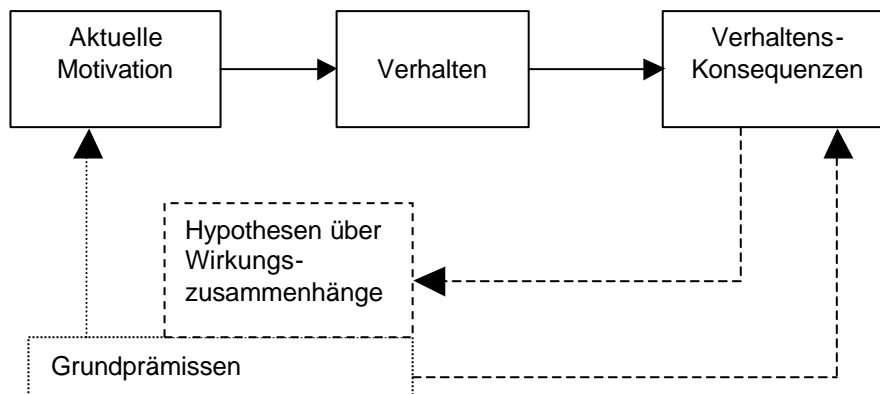 Aktuelle
Motivation
Verhalten
Verhaltens-
Konsequenzen
Hypothesen über
Wirkungs-
zusammenhänge
Grundprämissen